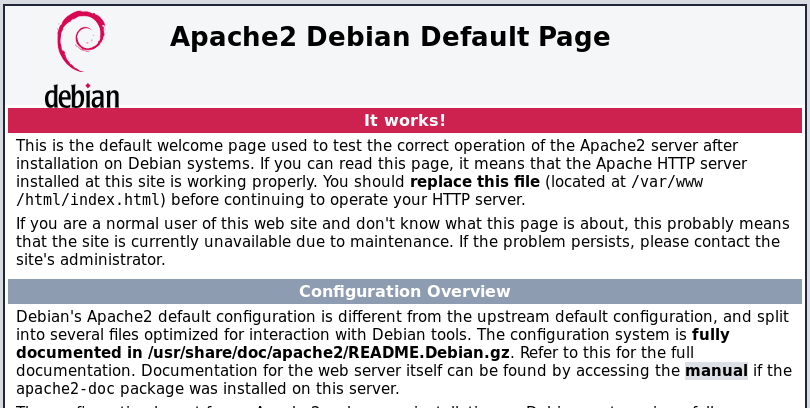 debian
Apache2 Debian Default Page
It works!
This is the default welcome page used to test the correct operation of the Apache2 server after
installation on Debian systems. If you can read this page, it means that the Apache HTTP server
installed at this site is working properly. You should replace this file (located at /var/www
/html/index.html) before continuing to operate your HTTP server.
If you are a normal user of this web site and don't know what this page is about, this probably means
that the site is currently unavailable due to maintenance. If the problem persists, please contact the
site's administrator.
Configuration Overview
Debian's Apache2 default configuration is different from the upstream default configuration, and split
into several files optimized for interaction with Debian tools. The configuration system is fully
documented in /usr/share/doc/apache2/README.Debian.gz. Refer to this for the full
documentation. Documentation for the web server itself can be found by accessing the manual if the
apache2-doc package was installed on this server.